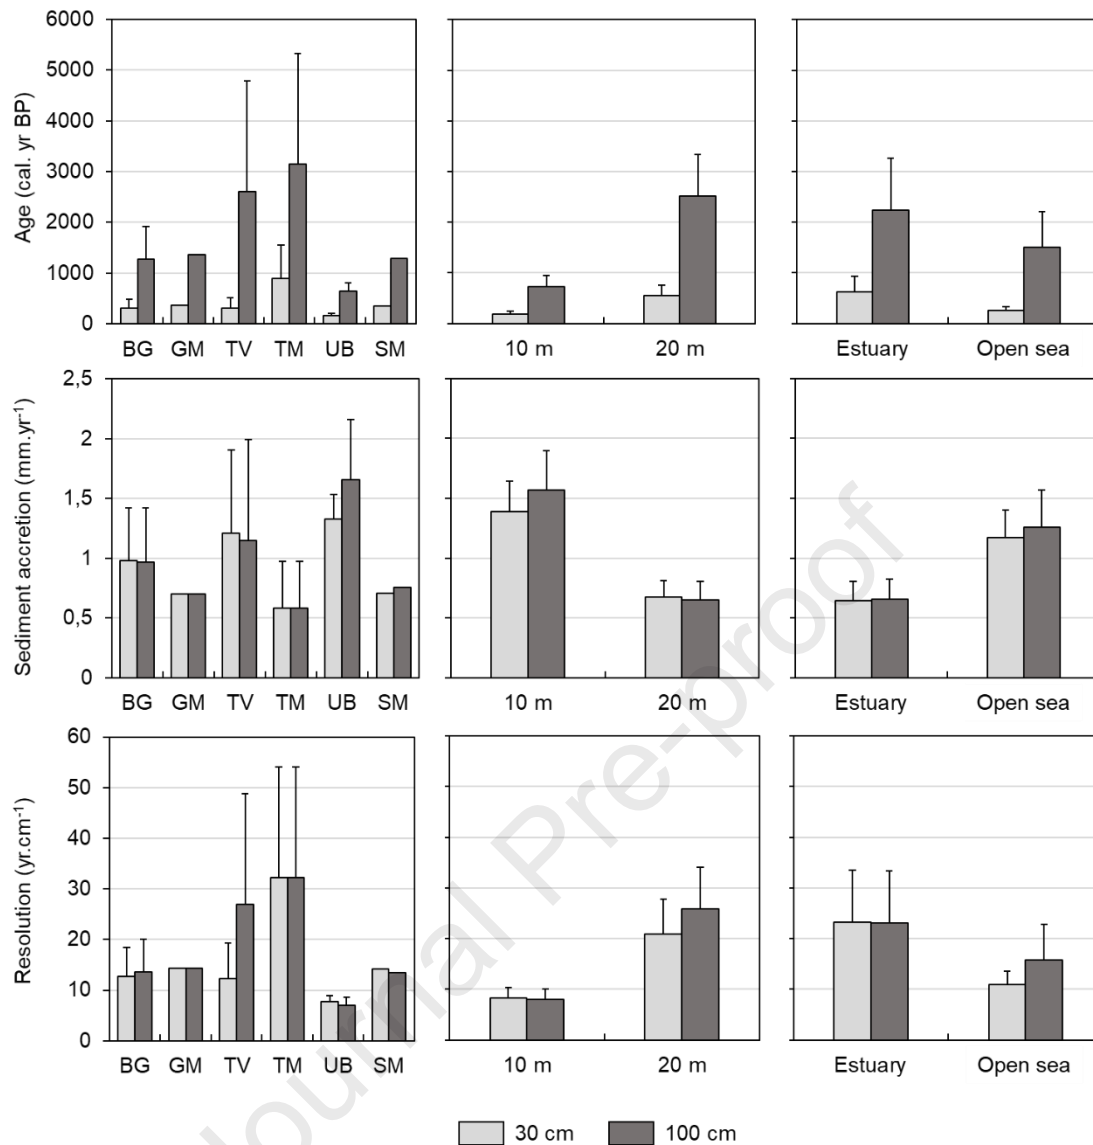 Age (cal. yr BP)
6000
5000
4000
3000
2000
1000
0
BG GM TV TM UB SM
10 m 20 m
Estuary Open sea
Sediment accretion (mm.yr⁻¹)
2,5
2
1,5
1
0,5
0
BG GM TV TM UB SM
10 m 20 m
Estuary Open sea
Resolution (yr.cm⁻¹)
60
50
40
30
20
10
0
BG GM TV TM UB SM
10 m 20 m
Estuary Open sea
30 cm 100 cm
Journal Pre-proof